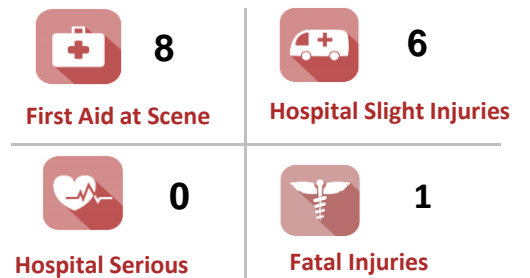 8
First Aid at Scene
6
Hospital Slight Injuries
0
Hospital Serious
1
Fatal Injuries